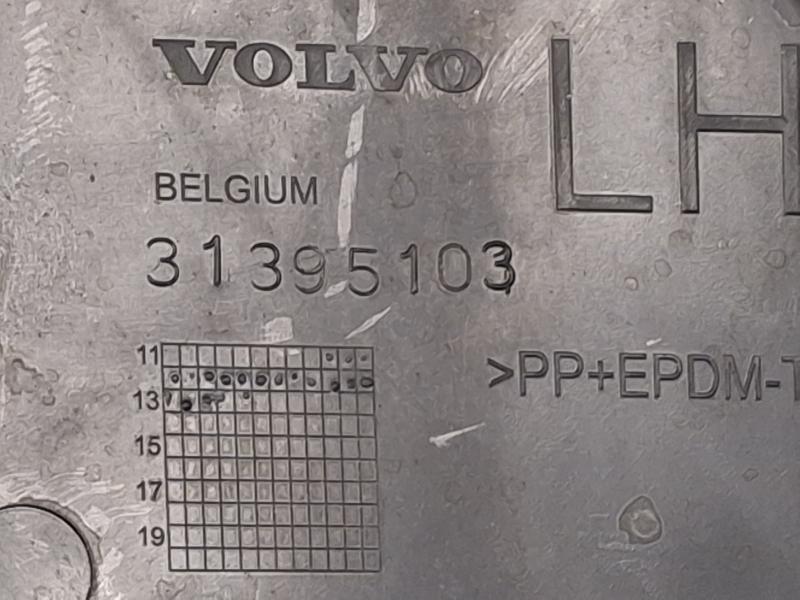 VOLVO
LH
BELGIUM
31395103
>PP+EPDM-T
11
13
15
17
19